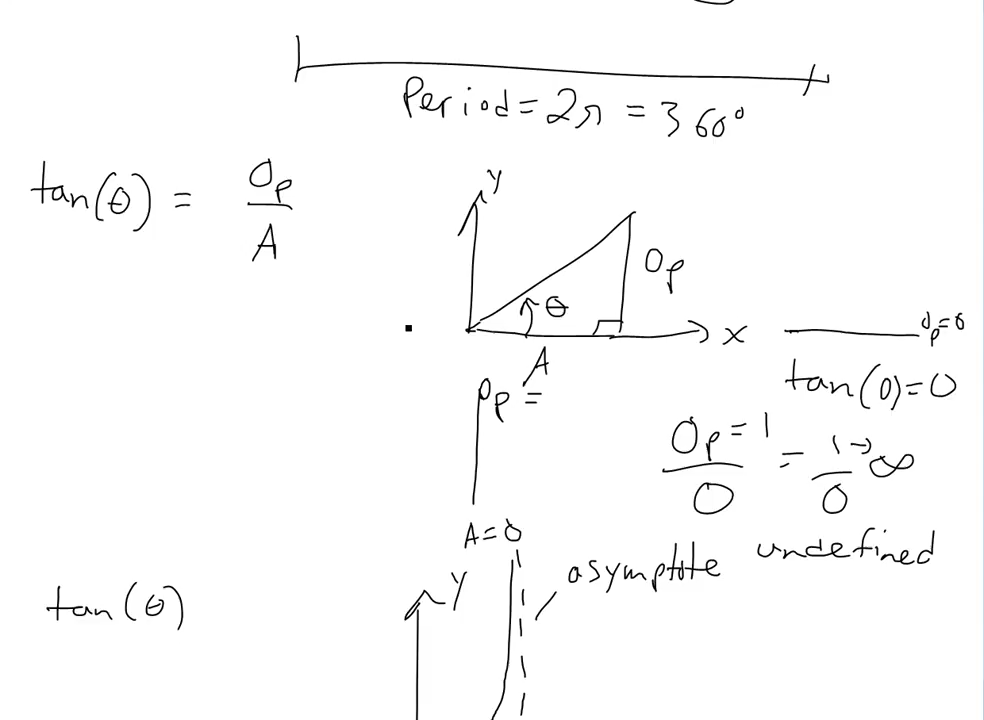 Period = 2π = 360°
tan(θ) = Op / A
y
Op
θ
x
A
Op = 0
tan(0) = 0
Op =
A = 0
Op = 1 / 0 = 1 / 0 → ∞
undefined
asymptote
tan(θ)
y